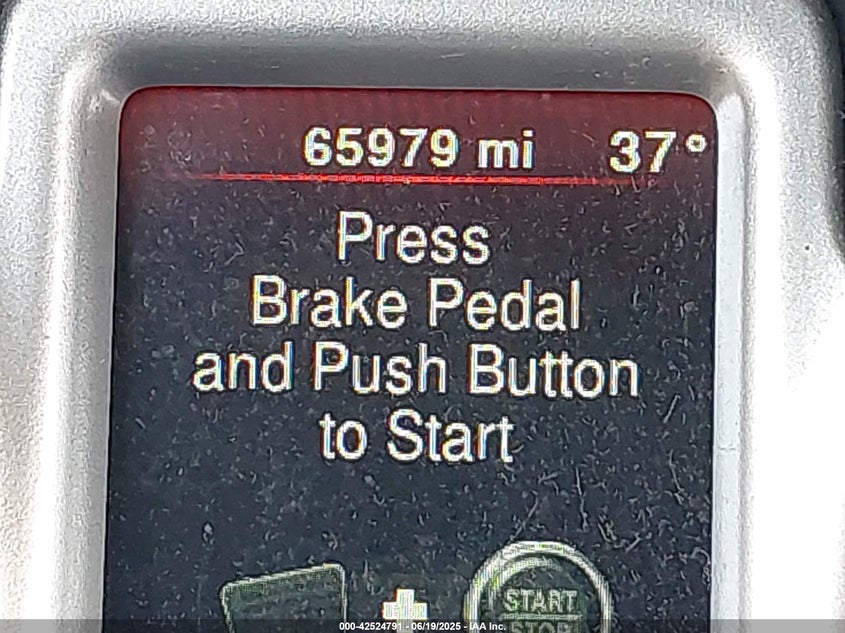 65979 mi 37°
Press
Brake Pedal
and Push Button
to Start
START
STOP
000-42524791 - 06/19/2025 - IAA Inc.